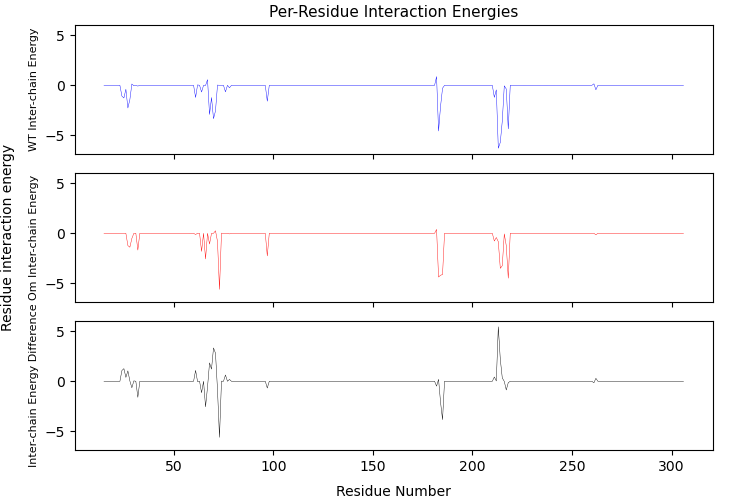 Per-Residue Interaction Energies
Residue interaction energy
WT Inter-chain Energy
5
0
−5
Om Inter-chain Energy
5
0
−5
Inter-chain Energy Difference
5
0
−5
50 100 150 200 250 300
Residue Number